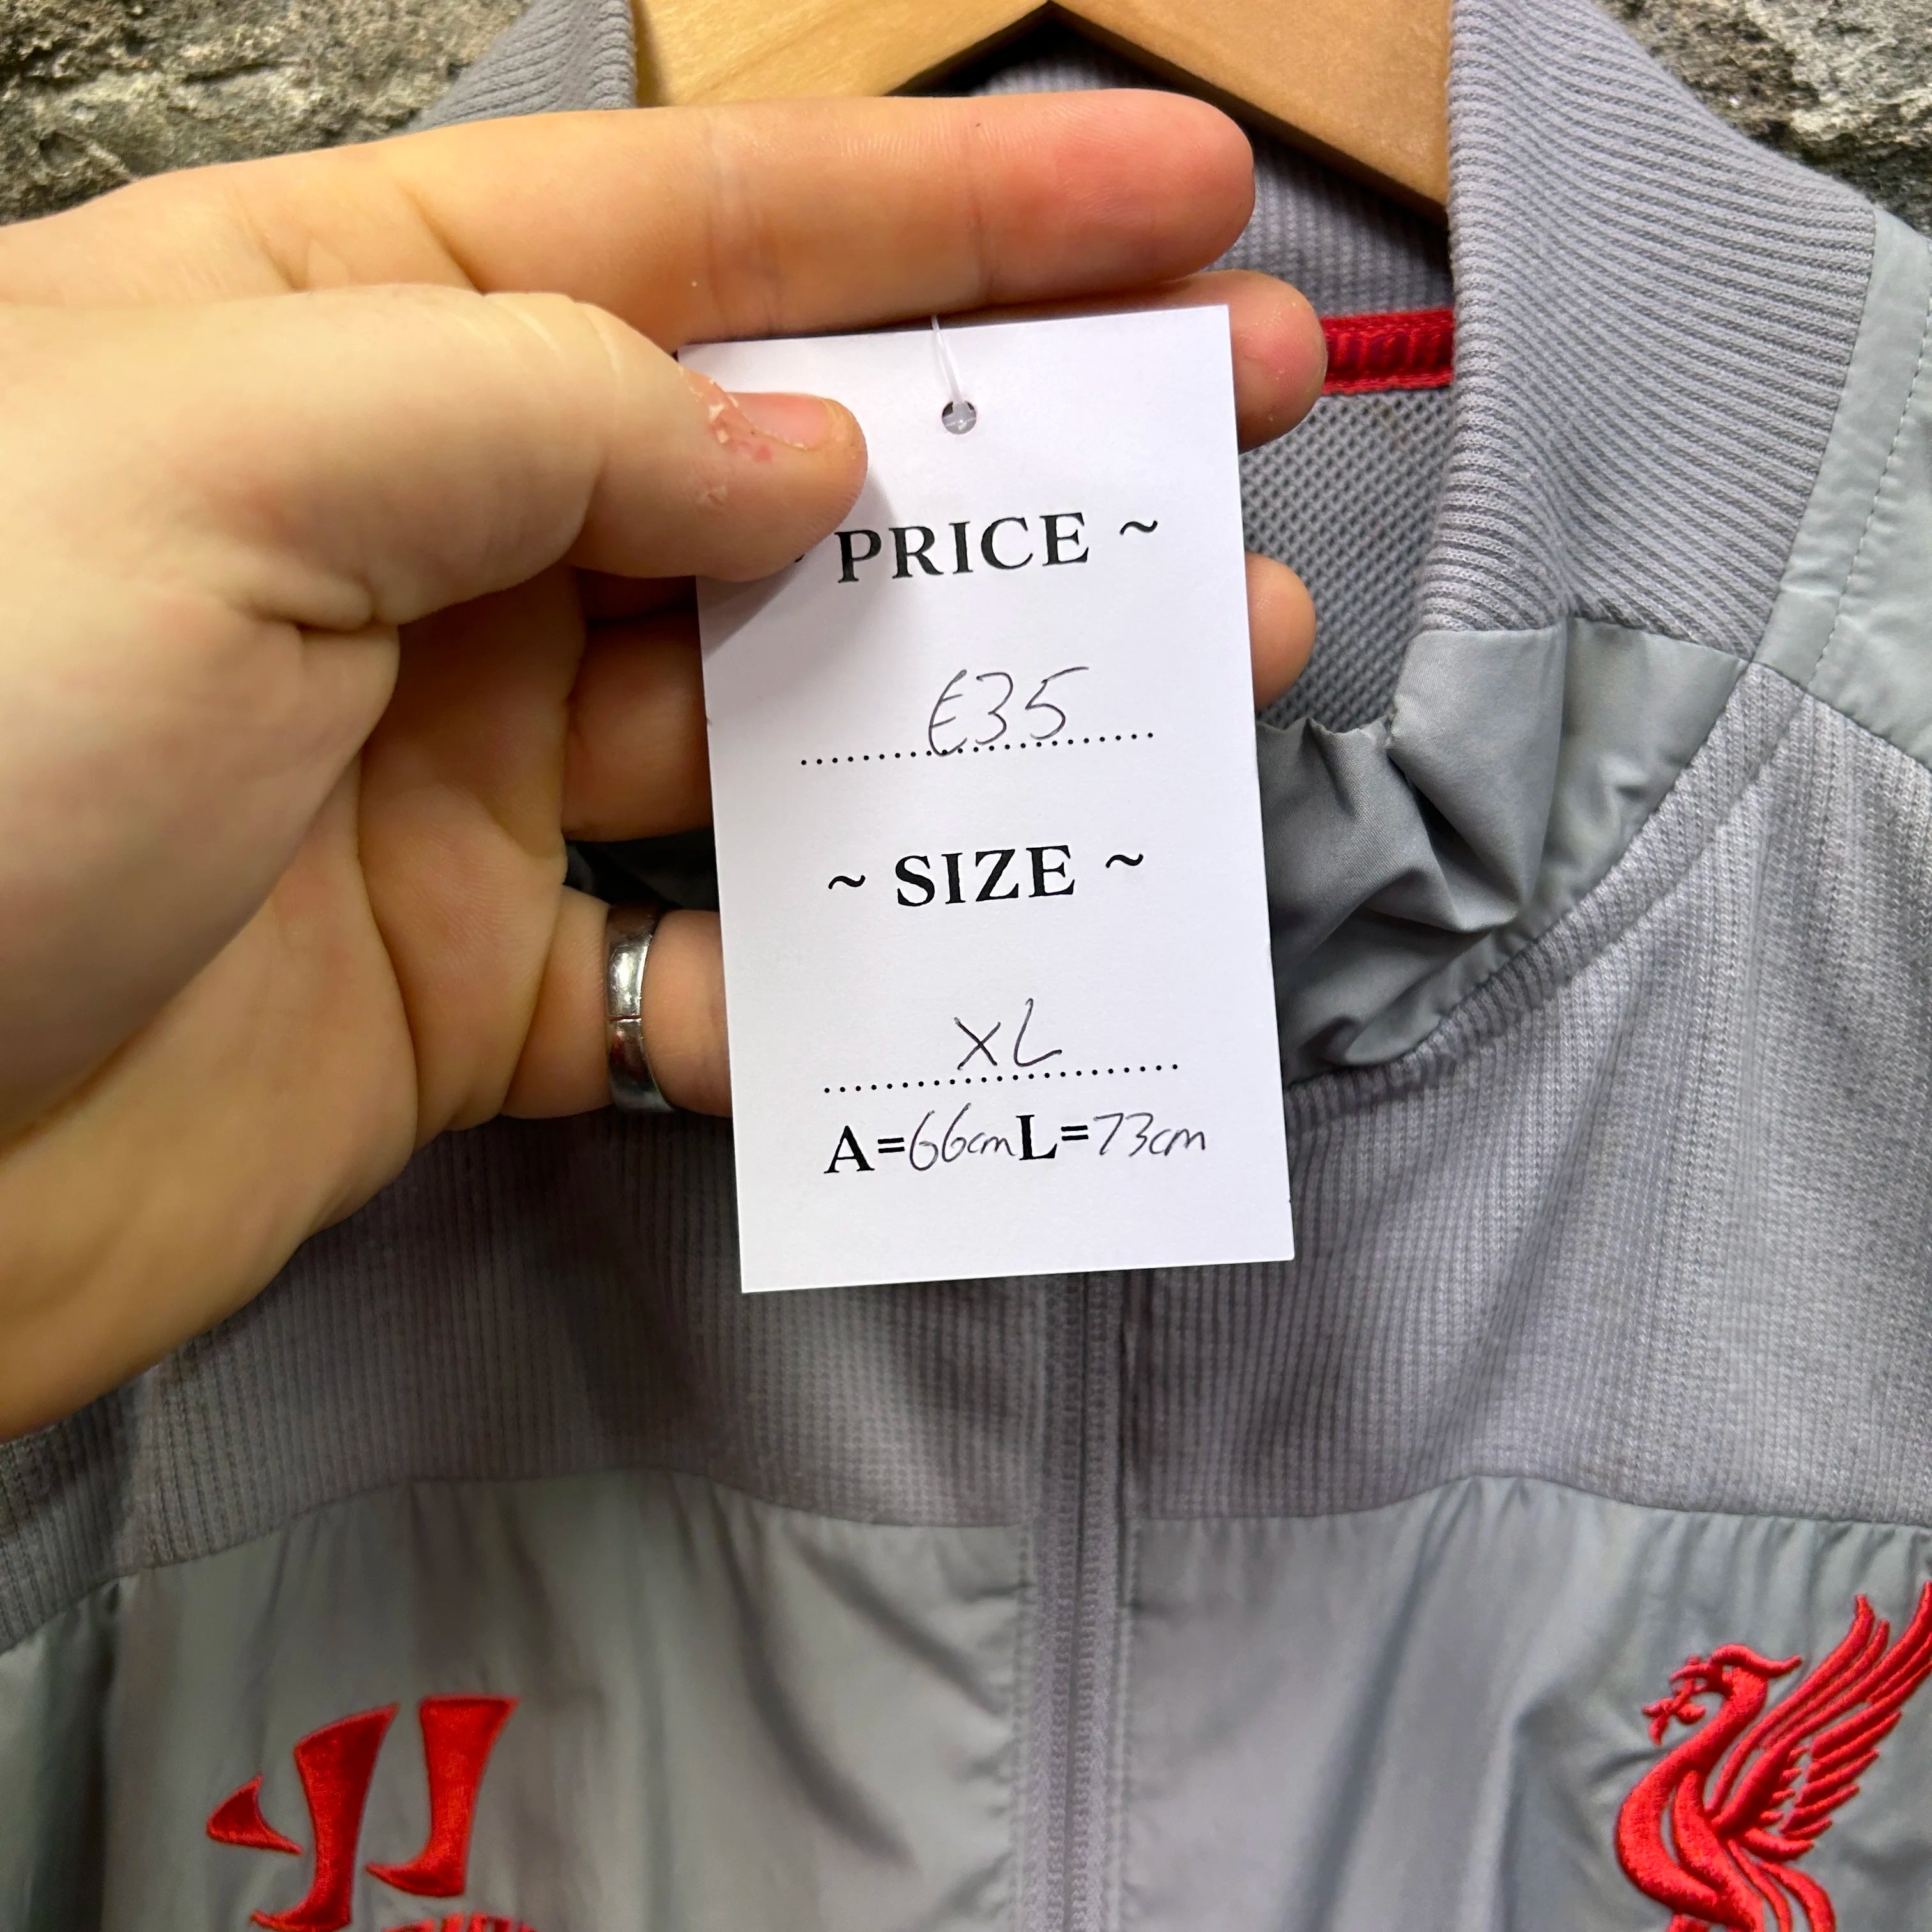 ~ PRICE ~
£35
~ SIZE ~
XL
A=66cm L=73cm